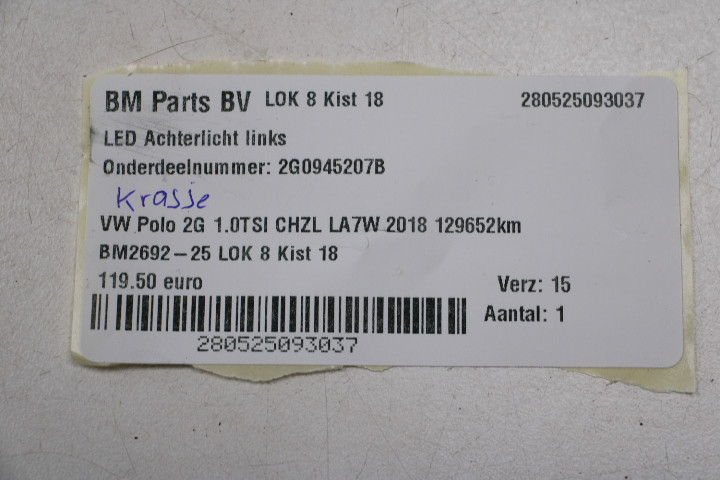 BM Parts BV LOK 8 Kist 18 280525093037
LED Achterlicht links
Onderdeelnummer: 2G0945207B
Krasje
VW Polo 2G 1.0TSI CHZL LA7W 2018 129652km
BM2692-25 LOK 8 Kist 18
119.50 euro Verz: 15
Aantal: 1
280525093037